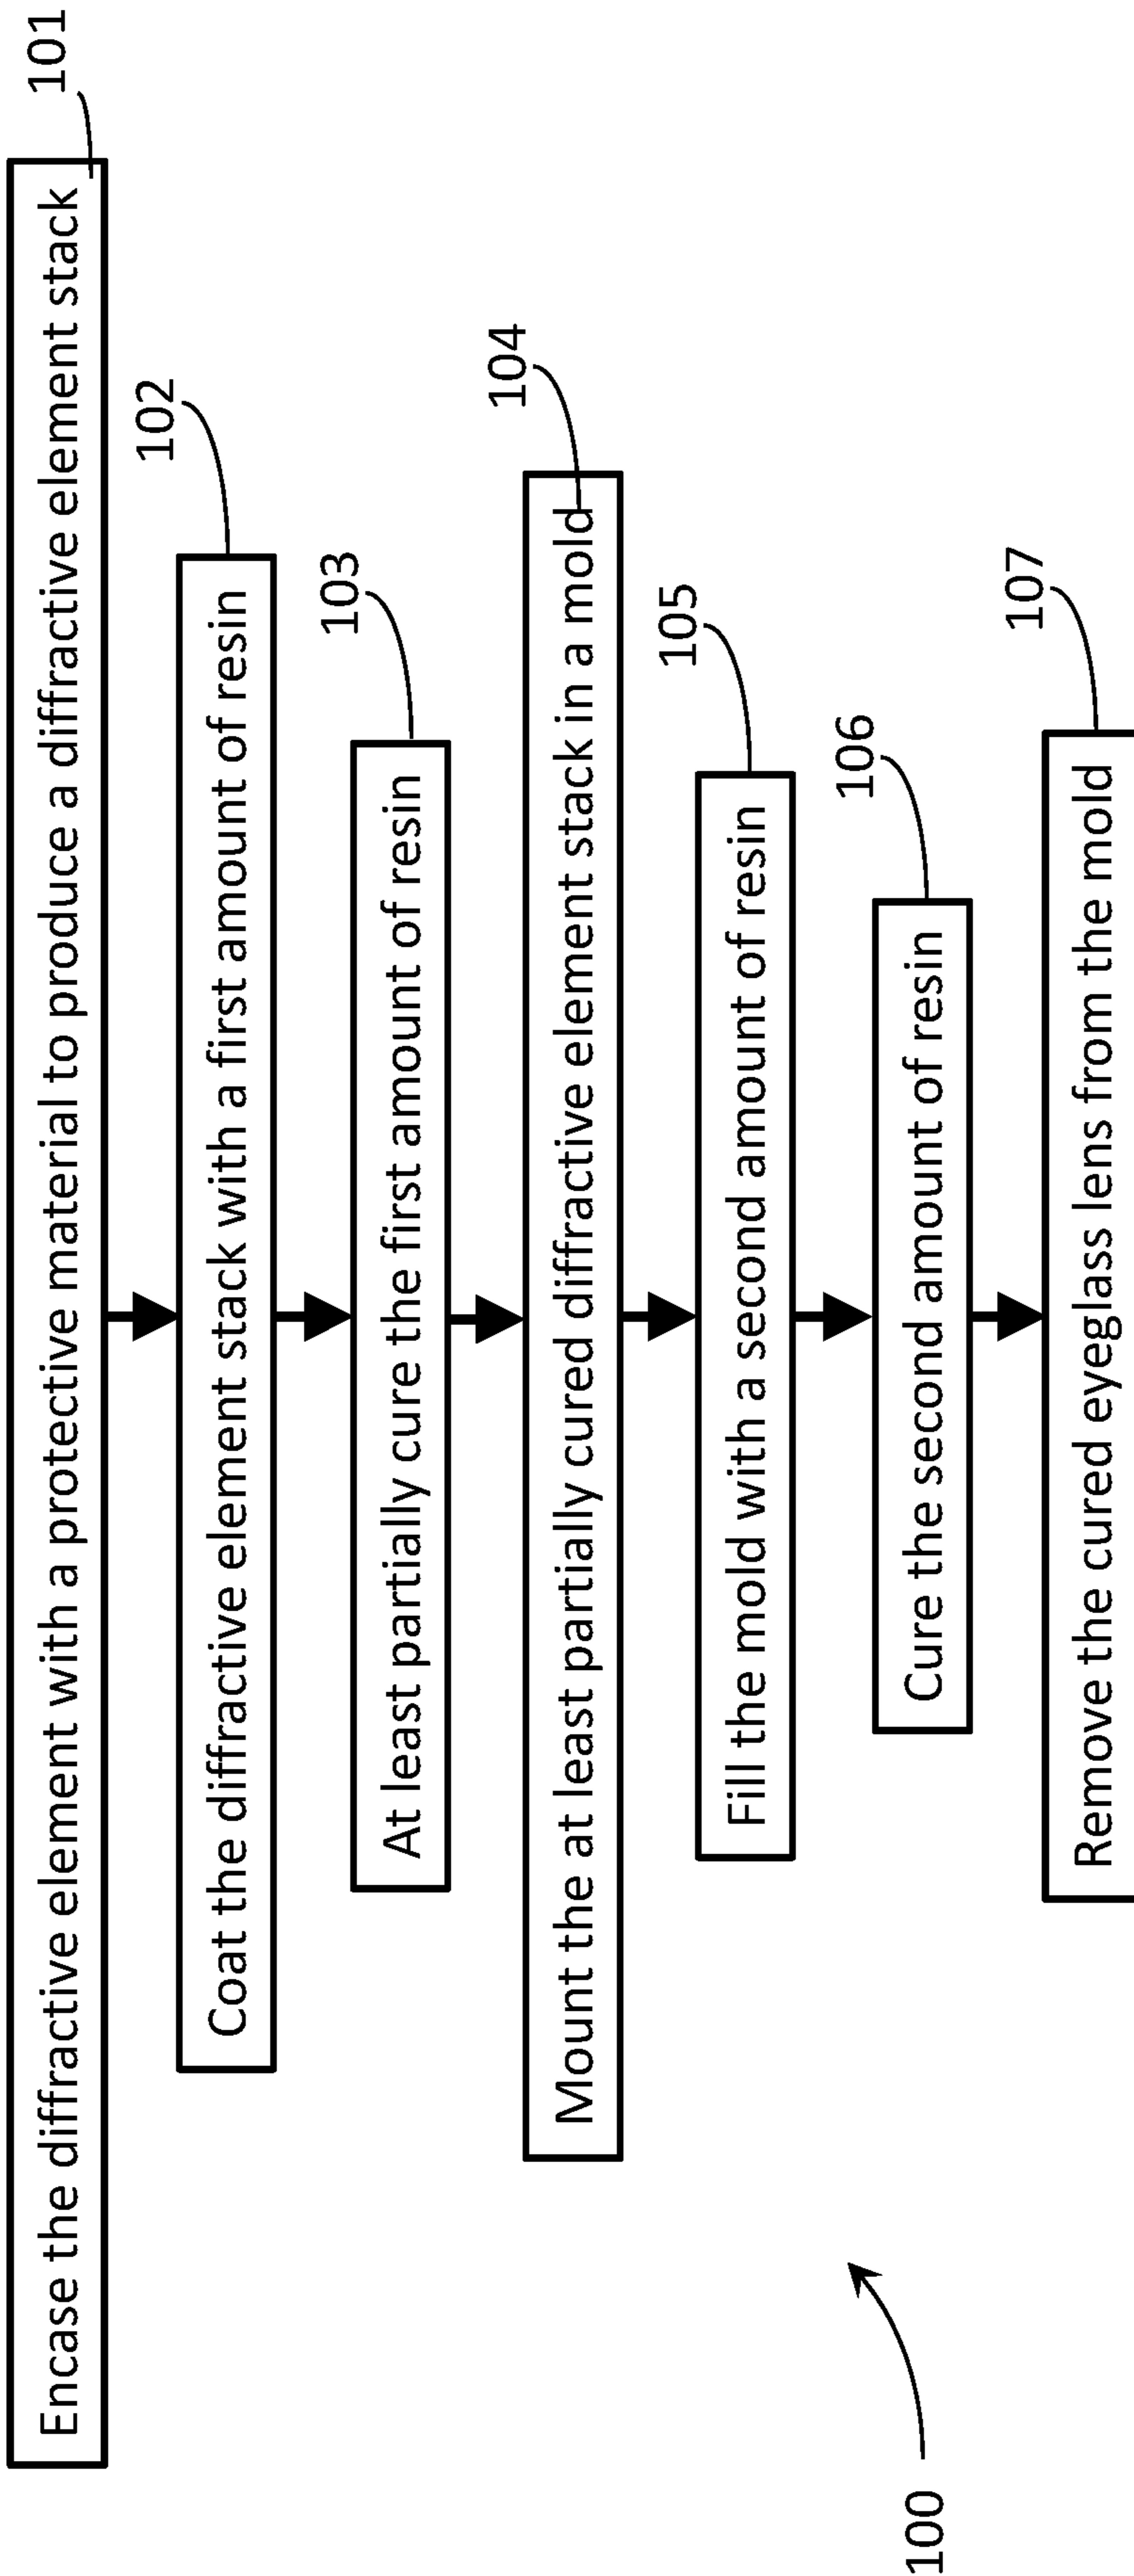 101
Encase the diffractive element with a protective material to produce a diffractive element stack
102
Coat the diffractive element stack with a first amount of resin
103
At least partially cure the first amount of resin
104
Mount the at least partially cured diffractive element stack in a mold
105
Fill the mold with a second amount of resin
106
Cure the second amount of resin
107
Remove the cured eyeglass lens from the mold
100